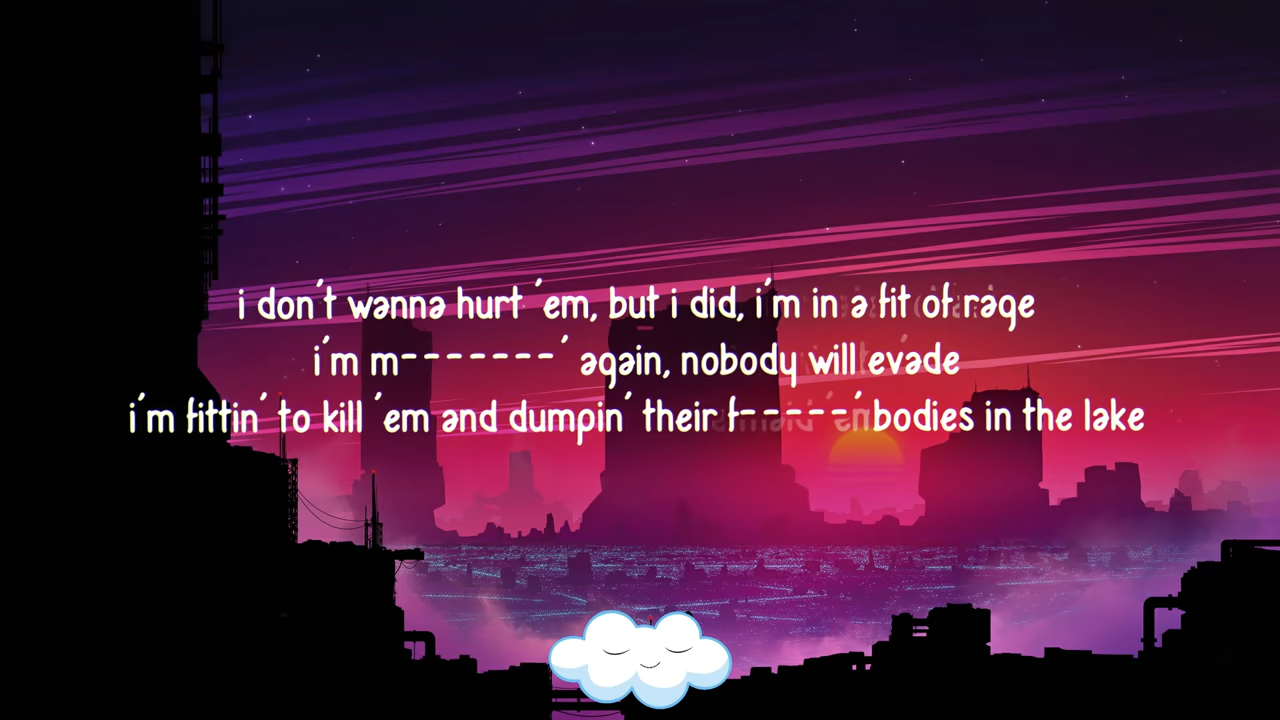 i don't wanna hurt 'em, but i did, i'm in a fit of rage
i'm m-------' again, nobody will evade
i'm fittin' to kill 'em and dumpin' their f-----' bodies in the lake